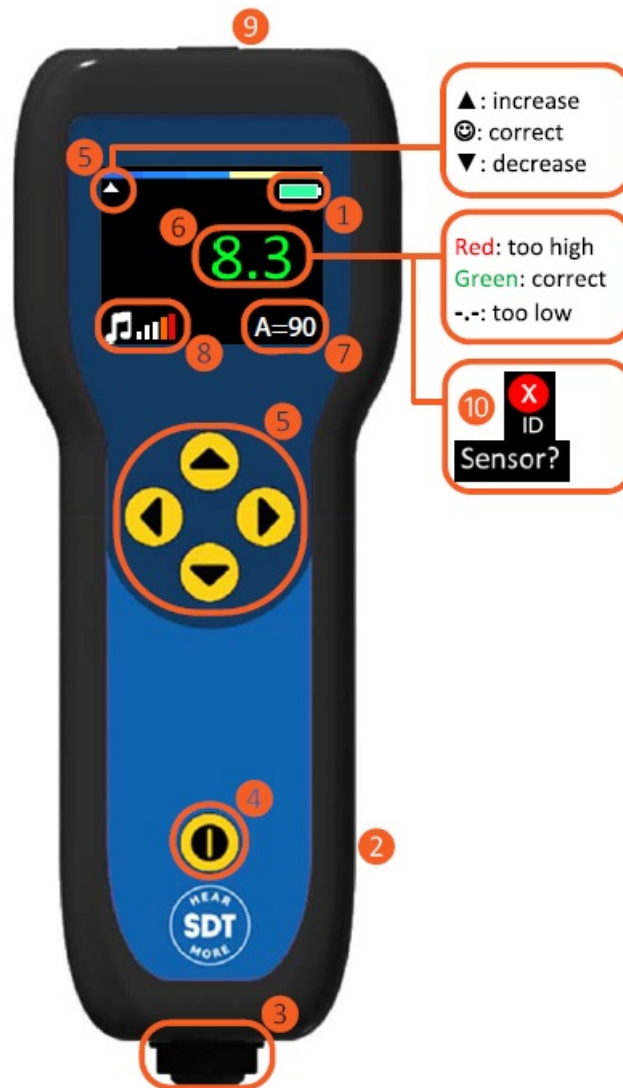 9
▲: increase
☺: correct
▼: decrease
5
1
6
8.3
Red: too high
Green: correct
-.-: too low
A=90
8
7
10
X
ID
Sensor?
5
4
2
HEAR
SDT
MORE
3